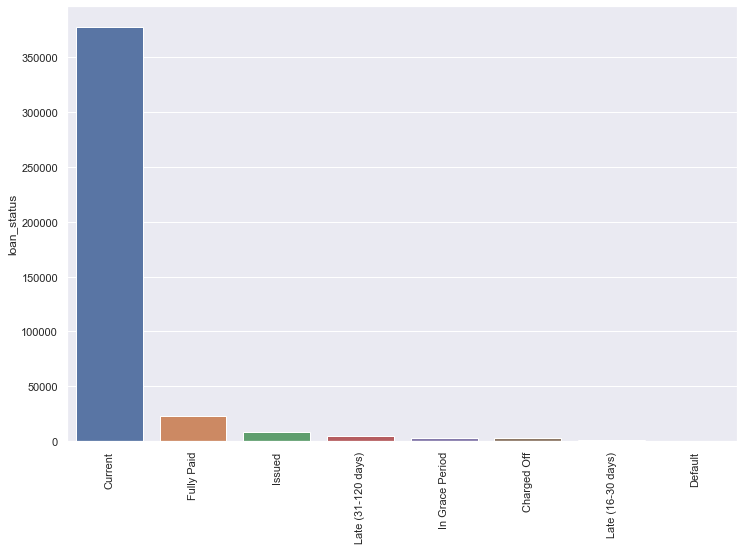 350000
300000
250000
200000
150000
100000
50000
0
loan_status
Current
Fully Paid
Issued
Late (31-120 days)
In Grace Period
Charged Off
Late (16-30 days)
Default